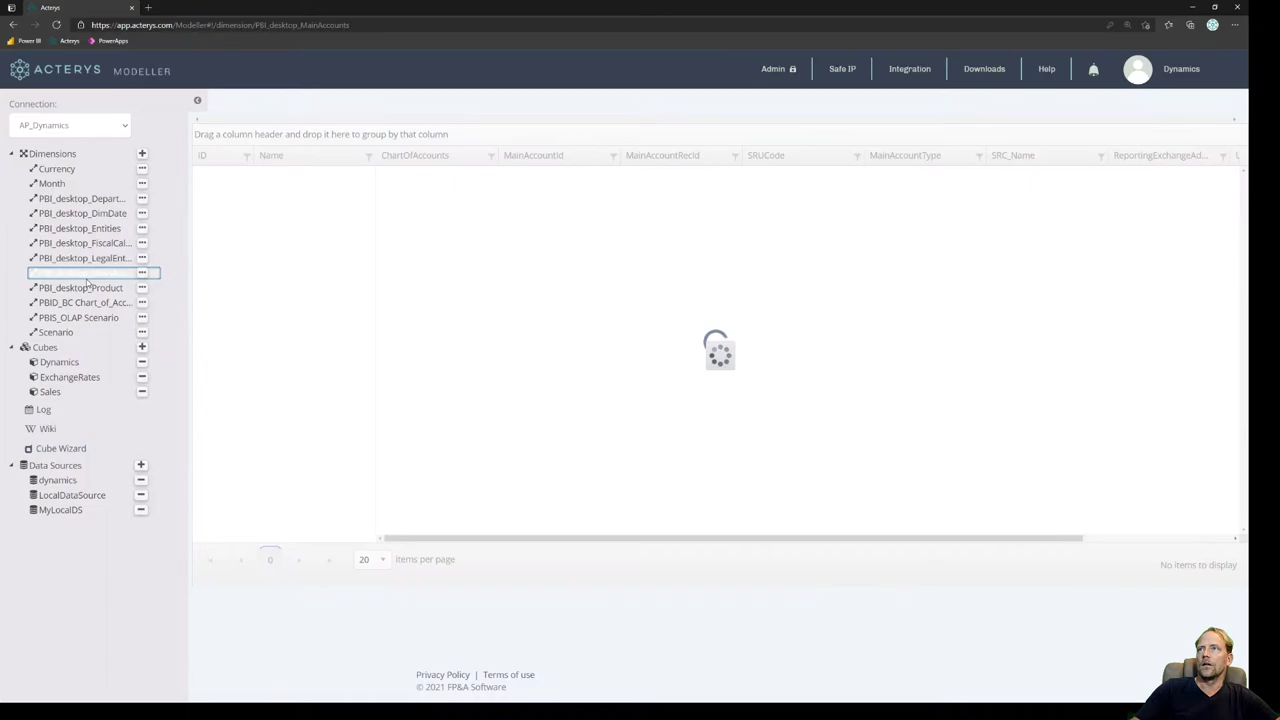 Acterys
https://app.acterys.com/Modeller#!/dimension/PBI_desktop_MainAccounts
Power BI
Acterys
PowerApps
ACTERYS MODELLER
Admin
Safe IP
Integration
Downloads
Help
Dynamics
Connection:
AP_Dynamics
Dimensions
Currency
Month
PBI_desktop_Depart...
PBI_desktop_DimDate
PBI_desktop_Entities
PBI_desktop_FiscalCal...
PBI_desktop_LegalEnt...
PBI_desktop_Product
PBID_BC Chart_of_Acc...
PBIS_OLAP Scenario
Scenario
Cubes
Dynamics
ExchangeRates
Sales
Log
Wiki
Cube Wizard
Data Sources
dynamics
LocalDataSource
MyLocalDS
Drag a column header and drop it here to group by that column
ID Name ChartOfAccounts MainAccountId MainAccountRecId SRUCode MainAccountType SRC_Name ReportingExchangeAd...
0
20
items per page
No items to display
Privacy Policy | Terms of use
© 2021 FP&A Software